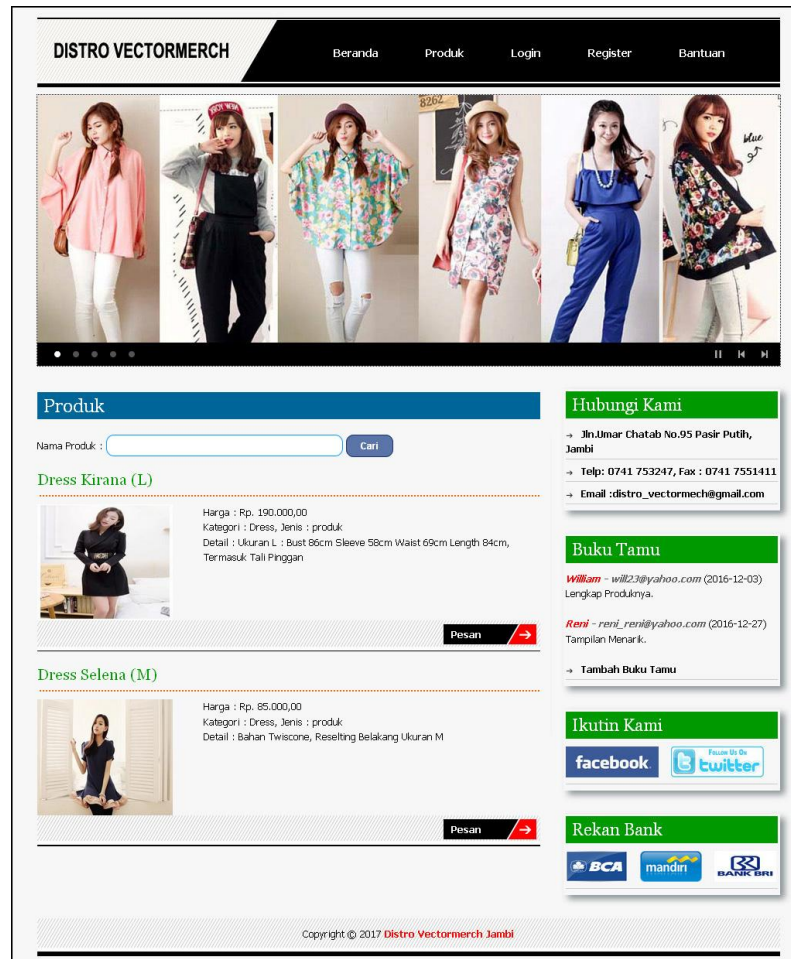 DISTRO VECTORMERCH
Beranda Produk Login Register Bantuan
8262
blue
Produk
Nama Produk : Cari
Dress Kirana (L)
Harga : Rp. 190.000,00
Kategori : Dress, Jenis : produk
Detail : Ukuran L : Bust 86cm Sleeve 58cm Waist 69cm Length 84cm,
Termasuk Tali Pinggan
Pesan
Dress Selena (M)
Harga : Rp. 85.000,00
Kategori : Dress, Jenis : produk
Detail : Bahan Twiscone, Reselting Belakang Ukuran M
Pesan
Hubungi Kami
→ Jln.Umar Chatab No.95 Pasir Putih,
Jambi
→ Telp: 0741 753247, Fax : 0741 7551411
→ Email :distro_vectormech@gmail.com
Buku Tamu
William - will23@yahoo.com (2016-12-03)
Lengkap Produknya.
Reni - reni_reni@yahoo.com (2016-12-27)
Tampilan Menarik.
→ Tambah Buku Tamu
Ikutin Kami
facebook
Follow Us On
twitter
Rekan Bank
BCA
mandiri
BANK BRI
Copyright © 2017 Distro Vectormerch Jambi